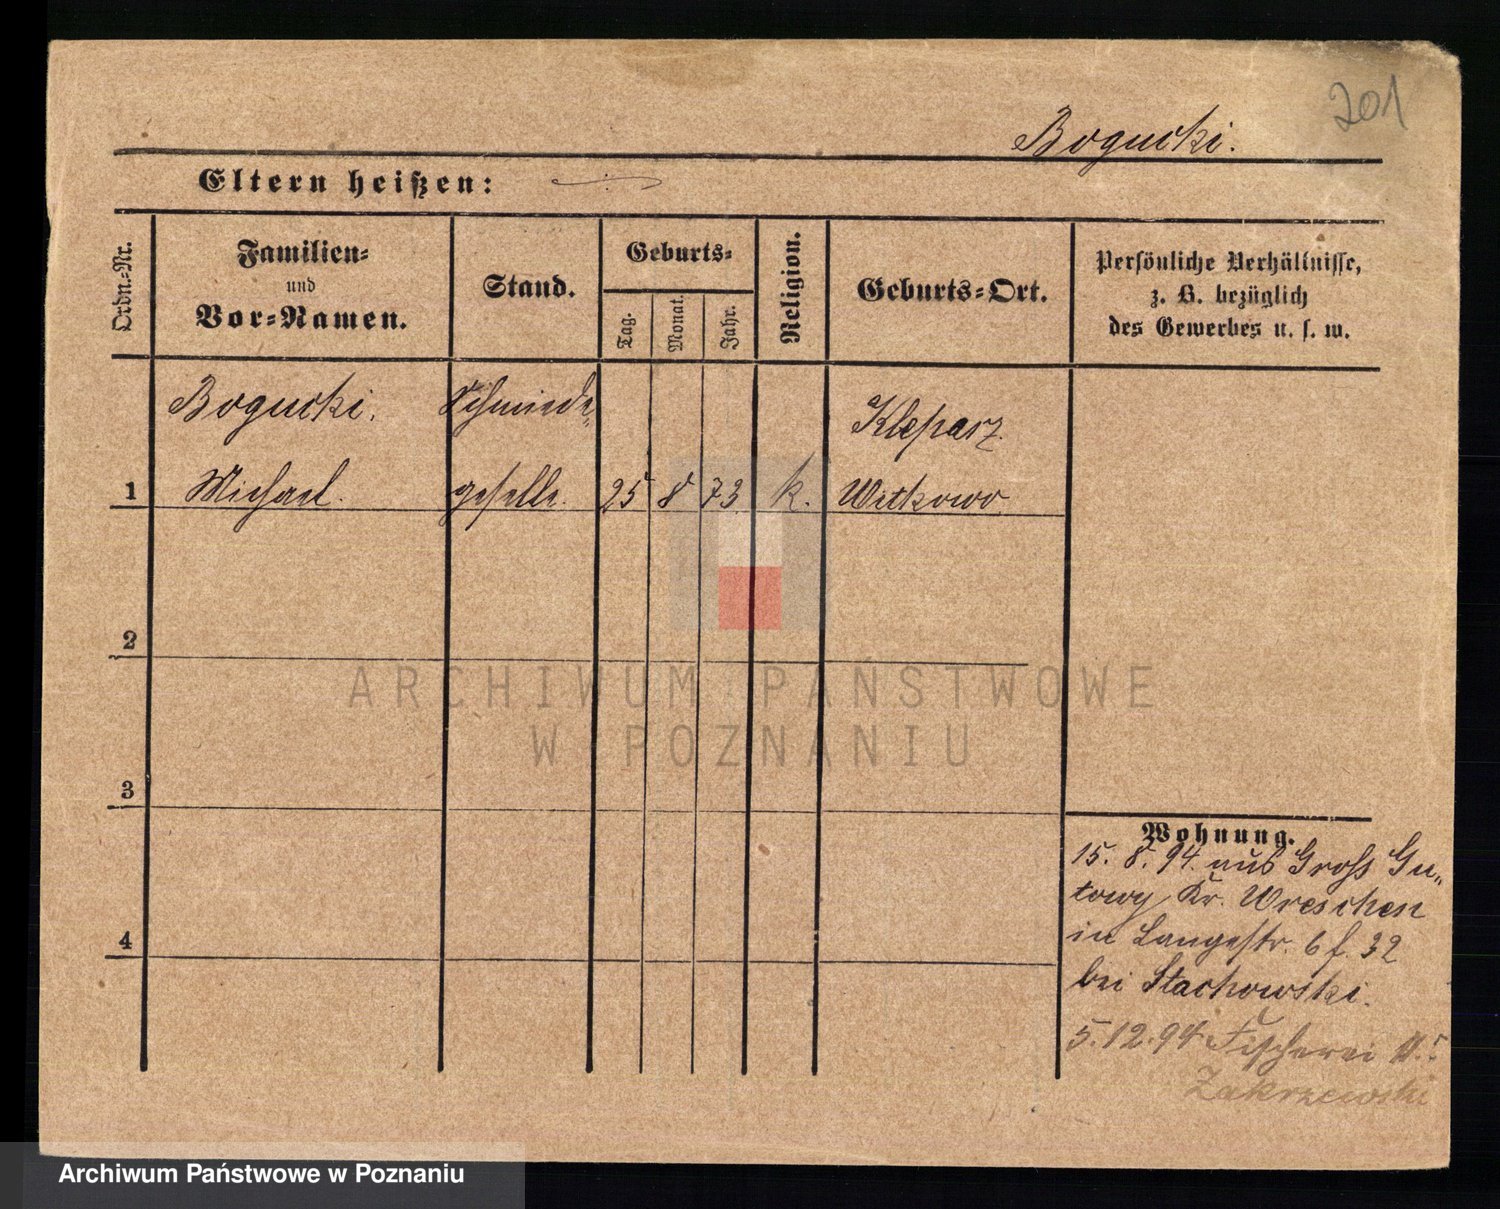 201
Bogucki.
Eltern heißen:
Ordn.-Nr.
Familien-
und
Vor-Namen.
Stand.
Geburts-
Tag.
Monat.
Jahr.
Religion.
Geburts-Ort.
Persönliche Verhältnisse,
z. B. bezüglich
des Gewerbes u. s. w.
Bogucki. Schmiede- Kleparz
1 Michael. geselle. 25 8 73 k. Witkowo
2
3
4
Wohnung.
15. 8. 94. aus Gross Gu-
towy Kr. Wreschen
in Langestr. 6 f. 32
bei Stachowski.
5.12.94 Fischerei
Zakrzewski
ARCHIWUM PAŃSTWOWE
W POZNANIU
Archiwum Państwowe w Poznaniu